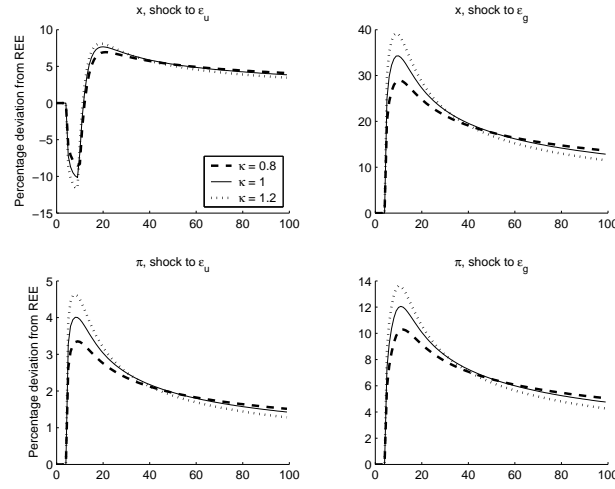 x, shock to ε_u
Percentage deviation from REE
10
5
0
−5
−10
−15
0 20 40 60 80 100
κ = 0.8
κ = 1
κ = 1.2
x, shock to ε_g
40
30
20
10
0
0 20 40 60 80 100
π, shock to ε_u
Percentage deviation from REE
5
4
3
2
1
0
0 20 40 60 80 100
π, shock to ε_g
14
12
10
8
6
4
2
0
0 20 40 60 80 100